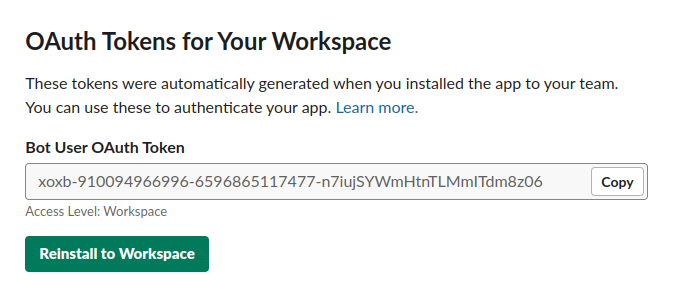 OAuth Tokens for Your Workspace
These tokens were automatically generated when you installed the app to your team.
You can use these to authenticate your app. Learn more.
Bot User OAuth Token
xoxb-910094966996-6596865117477-n7iujSYWmHtnTLMmITdm8z06
Copy
Access Level: Workspace
Reinstall to Workspace